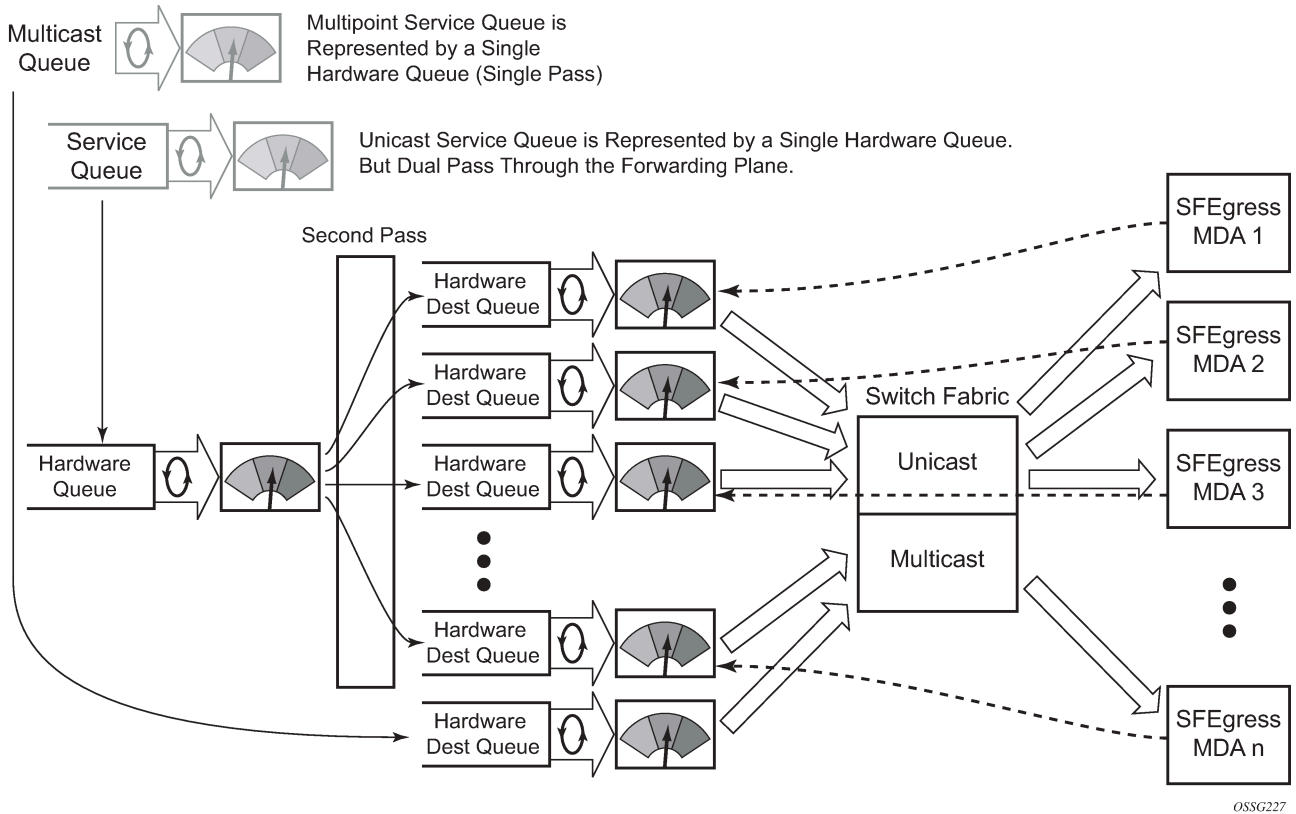 Multicast
Queue
Multipoint Service Queue is
Represented by a Single
Hardware Queue (Single Pass)
Service
Queue
Unicast Service Queue is Represented by a Single Hardware Queue.
But Dual Pass Through the Forwarding Plane.
Second Pass
Hardware
Dest Queue
Hardware
Dest Queue
Hardware
Queue
Hardware
Dest Queue
Hardware
Dest Queue
Hardware
Dest Queue
Switch Fabric
Unicast
Multicast
SFEgress
MDA 1
SFEgress
MDA 2
SFEgress
MDA 3
SFEgress
MDA n
OSSG227